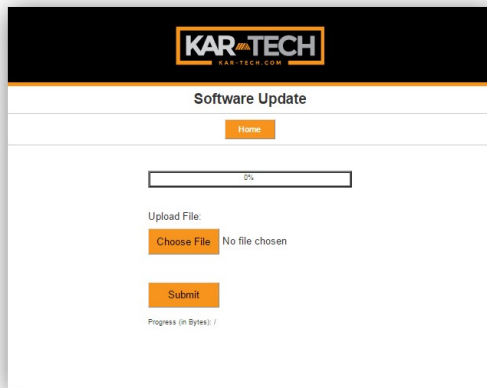 KAR TECH
KAR-TECH.COM
Software Update
Home
0%
Upload File:
Choose File No file chosen
Submit
Progress (in Bytes): /